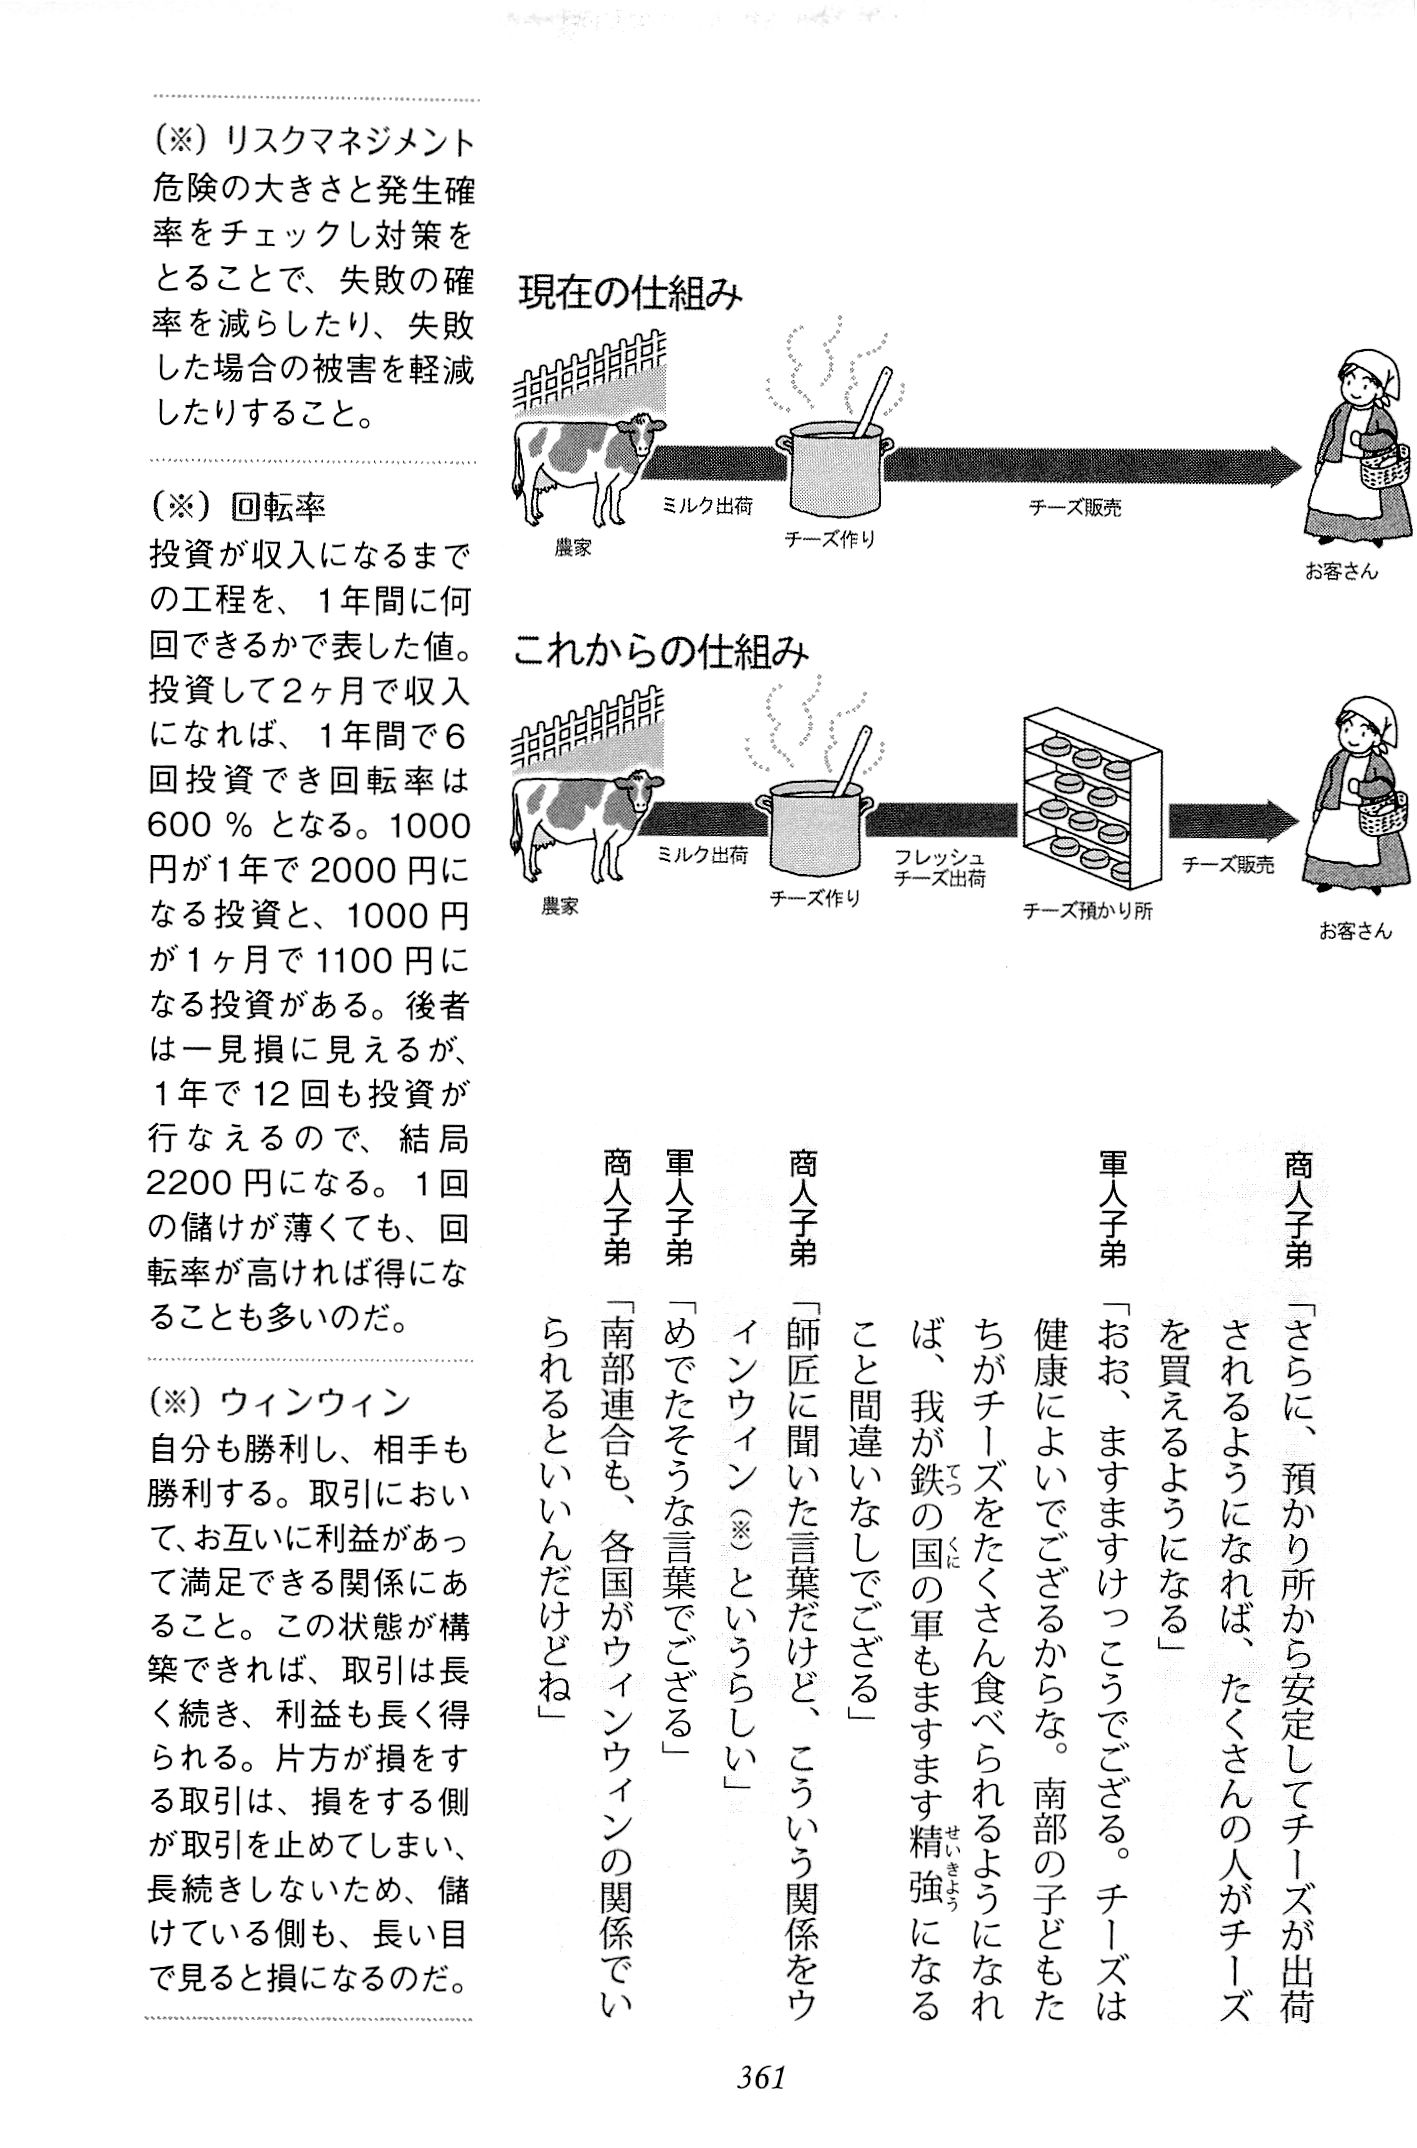 現在の仕組み
農家
ミルク出荷
チーズ作り
チーズ販売
お客さん
これからの仕組み
農家
ミルク出荷
チーズ作り
フレッシュ
チーズ出荷
チーズ預かり所
チーズ販売
お客さん
商人子弟「さらに、預かり所から安定してチーズが出荷
されるようになれば、たくさんの人がチーズ
を買えるようになる」
軍人子弟「おお、ますますけっこうでござる。チーズは
健康によいでござるからな。南部の子どもた
ちがチーズをたくさん食べられるようになれ
ば、我が鉄の国の軍もますます精強になる
てつ
くに
せいきよう
こと間違いなしでござる」
商人子弟「師匠に聞いた言葉だけど、こういう関係をウ
ィンウィン（※）というらしい」
軍人子弟「めでたそうな言葉でござる」
商人子弟「南部連合も、各国がウィンウィンの関係でい
られるといいんだけどね」
（※）リスクマネジメント
危険の大きさと発生確
率をチェックし対策を
とることで、失敗の確
率を減らしたり、失敗
した場合の被害を軽減
したりすること。
（※）回転率
投資が収入になるまで
の工程を、1年間に何
回できるかで表した値。
投資して2ヶ月で収入
になれば、1年間で6
回投資でき回転率は
600％となる。1000
円が1年で2000円に
なる投資と、1000円
が1ヶ月で1100円に
なる投資がある。後者
は一見損に見えるが、
1年で12回も投資が
行なえるので、結局
2200円になる。1回
の儲けが薄くても、回
転率が高ければ得にな
ることも多いのだ。
（※）ウィンウィン
自分も勝利し、相手も
勝利する。取引におい
て、お互いに利益があっ
て満足できる関係にあ
ること。この状態が構
築できれば、取引は長
く続き、利益も長く得
られる。片方が損をす
る取引は、損をする側
が取引を止めてしまい、
長続きしないため、儲
けている側も、長い目
で見ると損になるのだ。
361